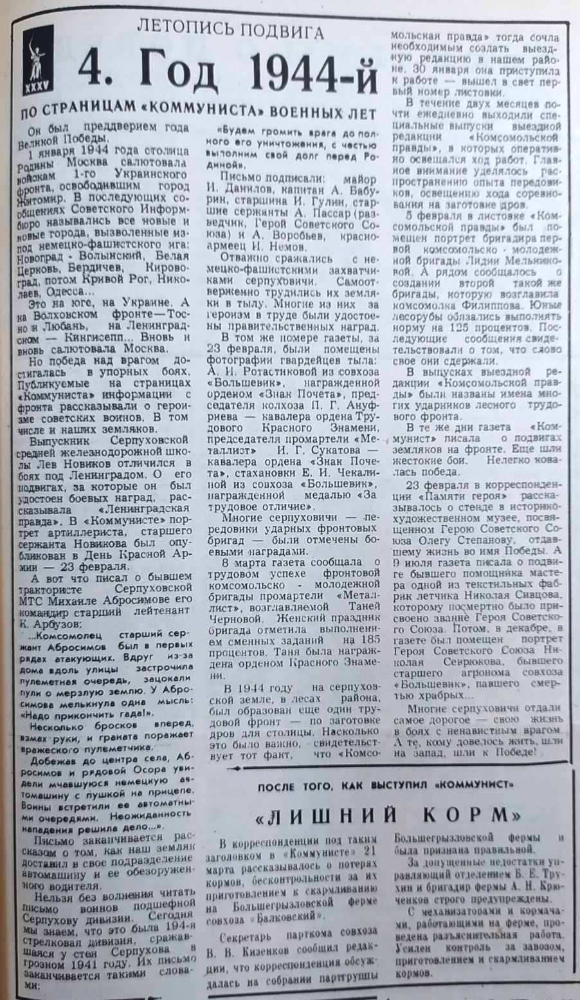 ЛЕТОПИСЬ ПОДВИГА
XXXV
4. Год 1944-й
ПО СТРАНИЦАМ «КОММУНИСТА» ВОЕННЫХ ЛЕТ
Он был преддверием года
Великой Победы.
1 января 1944 года столица
Родины Москва салютовала
войскам 1-го Украинского
фронта, освободившим город
Житомир. В последующих со-
общениях Советского Информ-
бюро назывались все новые и
новые города, вызволенные из-
под немецко-фашистского ига:
Новоград - Волынский, Белая
Церковь, Бердичев, Кирово-
град, потом Кривой Рог, Нико-
лаев, Одесса...
Это на юге, на Украине. А
на Волховском фронте—Тос-
но и Любань, на Ленинград-
ском — Кингисепп... Вновь и
вновь салютовала Москва.
Но победа над врагом до-
стигалась в упорных боях.
Публикуемые на страницах
«Коммуниста» информации с
фронта рассказывали о герои-
зме советских воинов. В том
числе и наших земляков.
Выпускник Серпуховской
средней железнодорожной шко-
лы Лев Новиков отличился в
боях под Ленинградом. О его
подвигах, за которые он был
удостоен боевых наград, рас-
сказывала «Ленинградская
правда». В «Коммунисте» пор-
трет артиллериста, старшего
сержанта Новикова был опу-
бликован в День Красной Ар-
мии — 23 февраля.
А вот что писал о бывшем
трактористе Серпуховской
МТС Михаиле Абросимове его
командир старший лейтенант
К. Арбузов:
...Комсомолец старший сер-
жант Абросимов был в первых
рядах атакующих. Вдруг из-за
дома вдоль улицы застрочила
пулеметная очередь, зацокали
пули о мерзлую землю. У Абро-
симова мелькнула одна мысль:
«Надо прикончить гада!».
Несколько бросков вперед,
взмах руки, и граната поражает
вражеского пулеметчика.
Добежав до центра села, Аб-
росимов и рядовой Осора уви-
дели мчавшуюся немецкую ав-
томашину с пушкой на прицепе.
Воины встретили ее автоматны-
ми очередями. Неожиданность
нападения решила дело...».
Письмо заканчивается рас-
сказом о том, как наш земляк
доставил в свое подразделение
автомашину и ее обезоружен-
ного водителя.
Нельзя без волнения читать
письмо воинов подшефной
Серпухову дивизии. Сегодня
мы знаем, что это была 194-я
стрелковая дивизия, сражав-
шаяся у стен Серпухова в
грозном 1941 году. Их письмо
заканчивается такими слова-
ми:
«Будем громить врага до пол-
ного его уничтожения, с честью
выполним свой долг перед Ро-
диной».
Письмо подписали: майор
И. Данилов, капитан А. Бабу-
рин, старшина И. Гулин, стар-
шие сержанты А. Пассар (раз-
ведчик, Герой Советского Со-
юза) и А. Воробьев, красно-
армеец И. Немов.
Отважно сражались с не-
мецко-фашистскими захватчи-
ками серпуховичи. Самоот-
верженно трудились их земля-
ки в тылу. Многие из них за
героизм в труде были удостое-
ны правительственных наград.
В том же номере газеты, за
23 февраля, были помещены
фотографии гвардейцев тыла:
А. И. Ротастиковой из совхоза
«Большевик», награжденной
орденом «Знак Почета», пред-
седателя колхоза П. Г. Ануф-
риева — кавалера ордена Тру-
дового Красного Знамени,
председателя промартели «Ме-
таллист» И. Г. Сукатова —
кавалера ордена «Знак Поче-
та», стахановки Е. И. Чекали-
ной из совхоза «Большевик»,
награжденной медалью «За
трудовое отличие».
Многие серпуховичи — пе-
редовики ударных фронтовых
бригад — были отмечены бо-
евыми наградами.
8 марта газета сообщала о
трудовом успехе фронтовой
комсомольско - молодежной
бригады промартели «Метал-
лист», возглавляемой Таней
Черновой. Женский праздник
бригада отметила выполнени-
ем сменных заданий на 185
процентов. Таня была награж-
дена орденом Красного Знаме-
ни.
В 1944 году на серпухов-
ской земле, в лесах района,
был образован еще один тру-
довой фронт — по заготовке
дров для столицы. Насколько
это было важно, свидетельст-
вует тот факт, что «Комсо-
мольская правда» тогда сочла
необходимым создать выезд-
ную редакцию в нашем райо-
не. 30 января она приступила
к работе — вышел в свет пер-
вый номер листовки.
В течение двух месяцев по-
чти ежедневно выходили спе-
циальные выпуски выездной
редакции «Комсомольской
правды», в которых оператив-
но освещался ход работ. Глав-
ное внимание уделялось рас-
пространению опыта передови-
ков, освещению хода соревно-
вания на заготовке дров.
5 февраля в листовке «Ком-
сомольской правды» был по-
мещен портрет бригадира пер-
вой комсомольско - молодеж-
ной бригады Лидии Мельнико-
вой. А рядом сообщалось о
создании второй такой же
бригады, которую возглавила
комсомолка Филиппова. Юные
лесорубы обязались выполнять
норму на 125 процентов. Пос-
ледующие сообщения свиде-
тельствовали о том, что слово
свое они сдержали.
В выпусках выездной ре-
дакции «Комсомольской прав-
ды» были названы имена мно-
гих ударников лесного трудо-
вого фронта.
В те же дни газета «Ком-
мунист» писала о подвигах
земляков на фронте. Еще шли
жестокие бои. Нелегко кова-
лась победа.
23 февраля в корреспонден-
ции «Памяти героя» расска-
зывалось о стенде в историко-
художественном музее, посвя-
щенном Герою Советского Со-
юза Олегу Степанову, отдав-
шему жизнь во имя Победы. А
9 июля газета писала о подви-
ге бывшего помощника масте-
ра одной из текстильных фаб-
рик летчика Николая Сивцова,
которому посмертно было при-
своено звание Героя Советско-
го Союза. Потом, в декабре, в
газете был помещен портрет
Героя Советского Союза Ни-
колая Севрюкова, бывшего
старшего агронома совхоза
«Большевик», павшего смер-
тью храбрых...
Многие серпуховичи отдали
самое дорогое — свою жизнь
в боях с ненавистным врагом.
А те, кому довелось жить, шли
на запад, шли к Победе!
ПОСЛЕ ТОГО, КАК ВЫСТУПИЛ «КОММУНИСТ»
«ЛИШНИЙ КОРМ»
В корреспонденции под таким
заголовком в «Коммунисте» 21
марта рассказывалось о потерях
кормов, бесконтрольности за их
приготовлением к скармливанию
на Большегрызловской ферме
совхоза «Балковский».
Секретарь парткома совхоза
В. В. Кизенков сообщил редак-
ции, что корреспонденция обсуж-
далась на собрании партгруппы
Большегрызловской фермы и
была признана правильной.
За допущенные недостатки уп-
равляющий отделением Б. Е. Тру-
хин и бригадир фермы А. Н. Крю-
ченков строго предупреждены.
С механизаторами и кормача-
ми, работающими на ферме, про-
ведена разъяснительная работа.
Усилен контроль за завозом,
приготовлением и скармливанием
кормов.